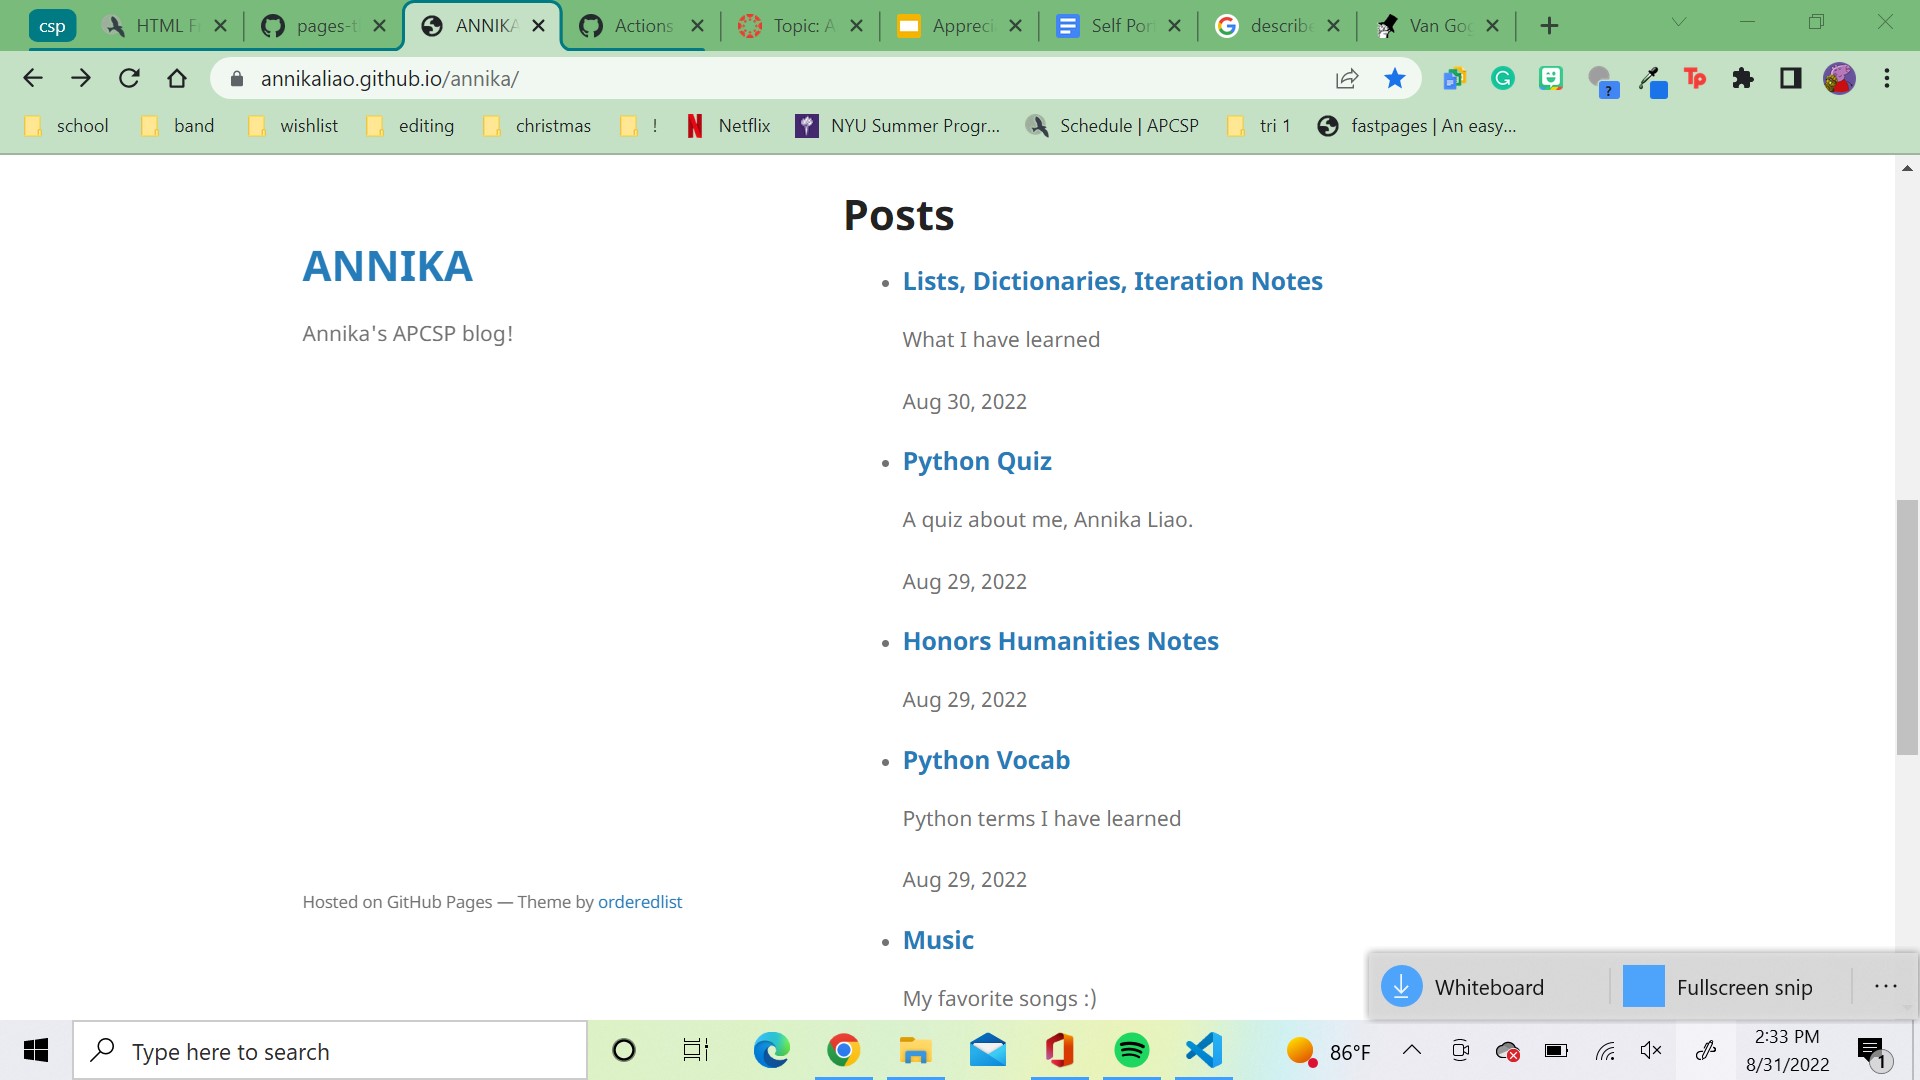 csp
HTML F
pages-t
ANNIKA
Actions
Topic: A
Appreci
Self Por
describe
Van Gog
annikaliao.github.io/annika/
school
band
wishlist
editing
christmas
!
Netflix
NYU Summer Progr...
Schedule | APCSP
tri 1
fastpages | An easy...
ANNIKA
Annika's APCSP blog!
Hosted on GitHub Pages — Theme by orderedlist
Posts
Lists, Dictionaries, Iteration Notes
What I have learned
Aug 30, 2022
Python Quiz
A quiz about me, Annika Liao.
Aug 29, 2022
Honors Humanities Notes
Aug 29, 2022
Python Vocab
Python terms I have learned
Aug 29, 2022
Music
My favorite songs :)
Whiteboard
Fullscreen snip
Type here to search
86°F
2:33 PM
8/31/2022
1